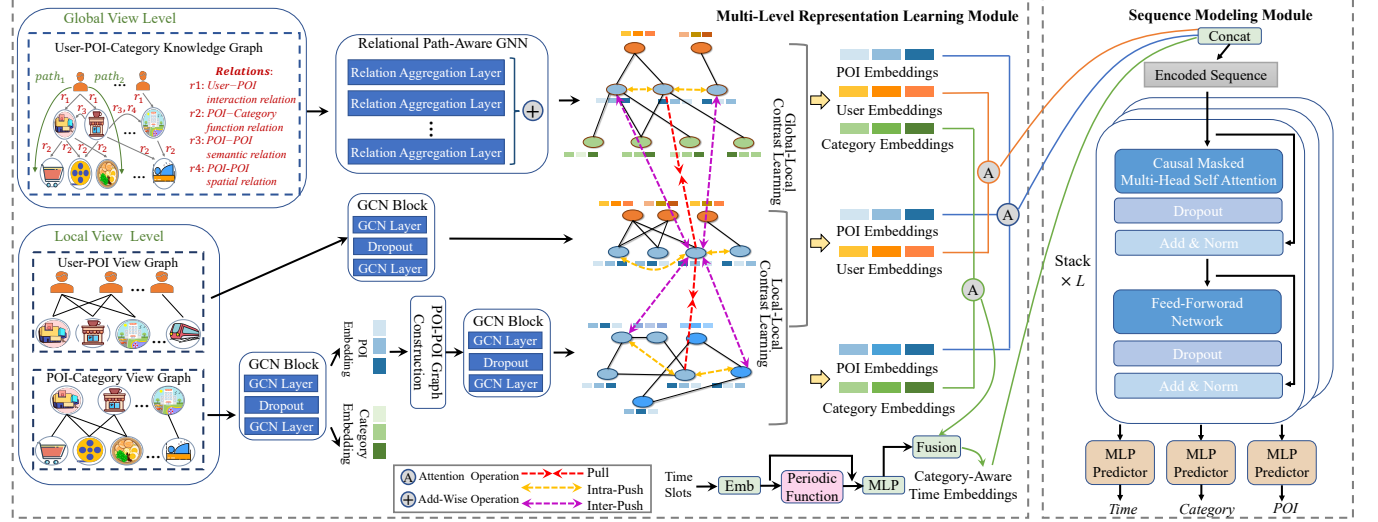 Global View Level
User-POI-Category Knowledge Graph
path1
path2
...
Relations:
r1: User-POI
interaction relation
r2: POI-Category
function relation
r3: POI-POI
semantic relation
r4: POI-POI
spatial relation
r1
r1
r1
r3
r3, r4
...
r2
r2
r2
r2
r2
...
Local View Level
User-POI View Graph
...
...
POI-Category View Graph
...
...
Relational Path-Aware GNN
Relation Aggregation Layer
Relation Aggregation Layer
⋮
Relation Aggregation Layer
+
GCN Block
GCN Layer
Dropout
GCN Layer
GCN Block
GCN Layer
Dropout
GCN Layer
POI
Embedding
Category
Embedding
POI-POI Graph
Construction
GCN Block
GCN Layer
Dropout
GCN Layer
Multi-Level Representation Learning Module
Global-Local
Contrast Learning
Local-Local
Contrast Learning
POI Embeddings
User Embeddings
Category Embeddings
POI Embeddings
User Embeddings
POI Embeddings
Category Embeddings
A
A
A
A Attention Operation
+ Add-Wise Operation
Pull
Intra-Push
Inter-Push
Time
Slots
Emb
Periodic
Function
MLP
Fusion
Category-Aware
Time Embeddings
Sequence Modeling Module
Concat
Encoded Sequence
Causal Masked
Multi-Head Self Attention
Dropout
Add & Norm
Stack
× L
Feed-Forworad
Network
Dropout
Add & Norm
MLP
Predictor
MLP
Predictor
MLP
Predictor
Time
Category
POI